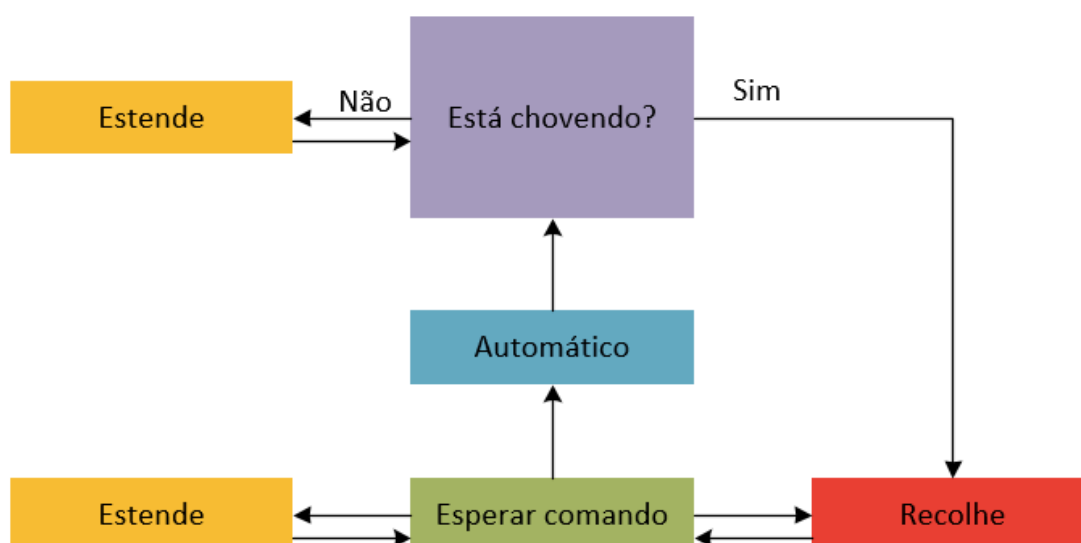 Estende
Não
Está chovendo?
Sim
Automático
Estende
Esperar comando
Recolhe